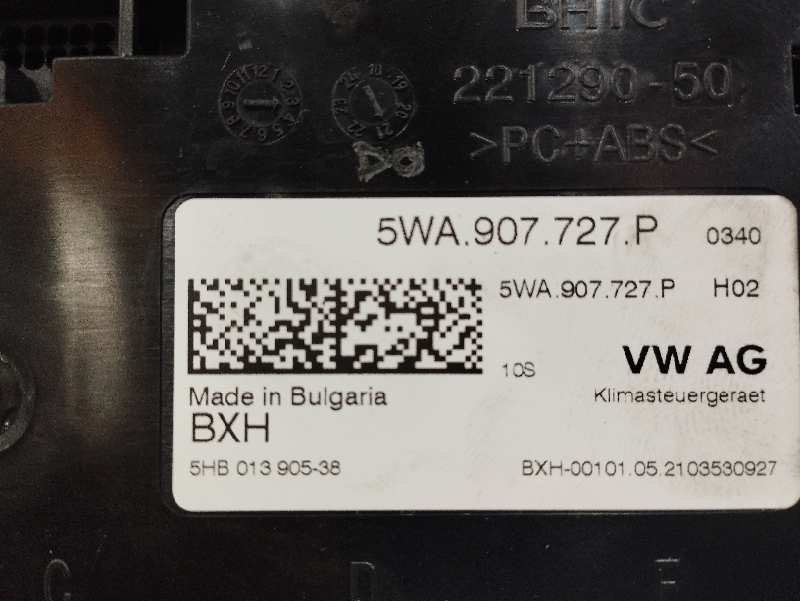 BHTC
221290-50
>PC+ABS<
5WA.907.727.P 0340
5WA.907.727.P H02
10S VW AG
Made in Bulgaria Klimasteuergeraet
BXH
5HB 013 905-38 BXH-00101.05.2103530927
C D E